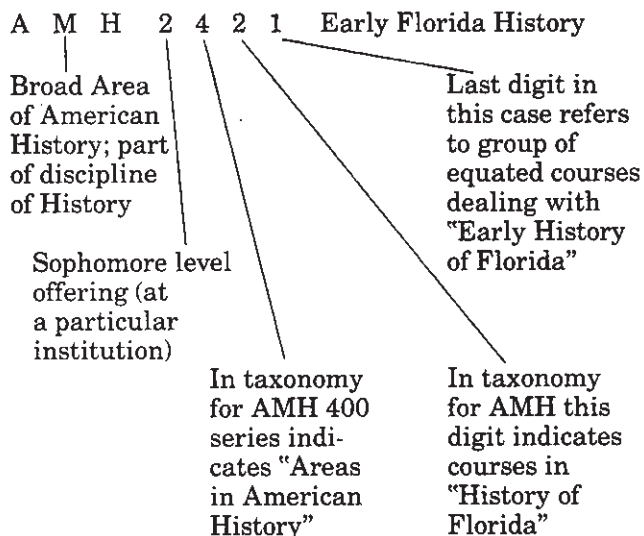 A M H 2 4 2 1 Early Florida History
Broad Area
of American
History; part
of discipline
of History
Last digit in
this case refers
to group of
equated courses
dealing with
"Early History
of Florida"
Sophomore level
offering (at
a particular
institution)
In taxonomy
for AMH 400
series indi-
cates "Areas
in American
History"
In taxonomy
for AMH this
digit indicates
courses in
"History of
Florida"